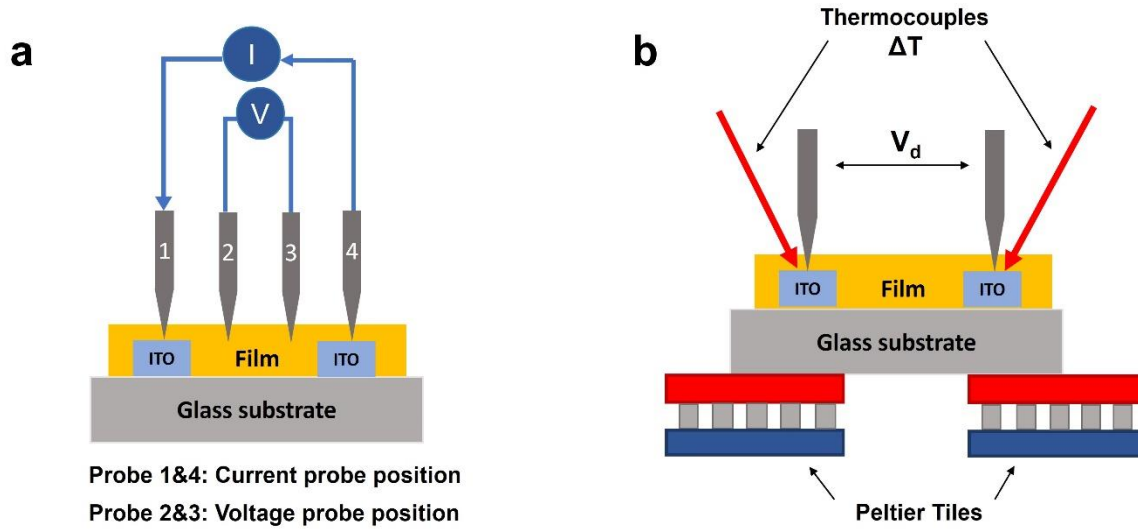 a
I
V
1 2 3 4
ITO Film ITO
Glass substrate
Probe 1&4: Current probe position
Probe 2&3: Voltage probe position
b
Thermocouples
ΔT
V_d
ITO Film ITO
Glass substrate
Peltier Tiles